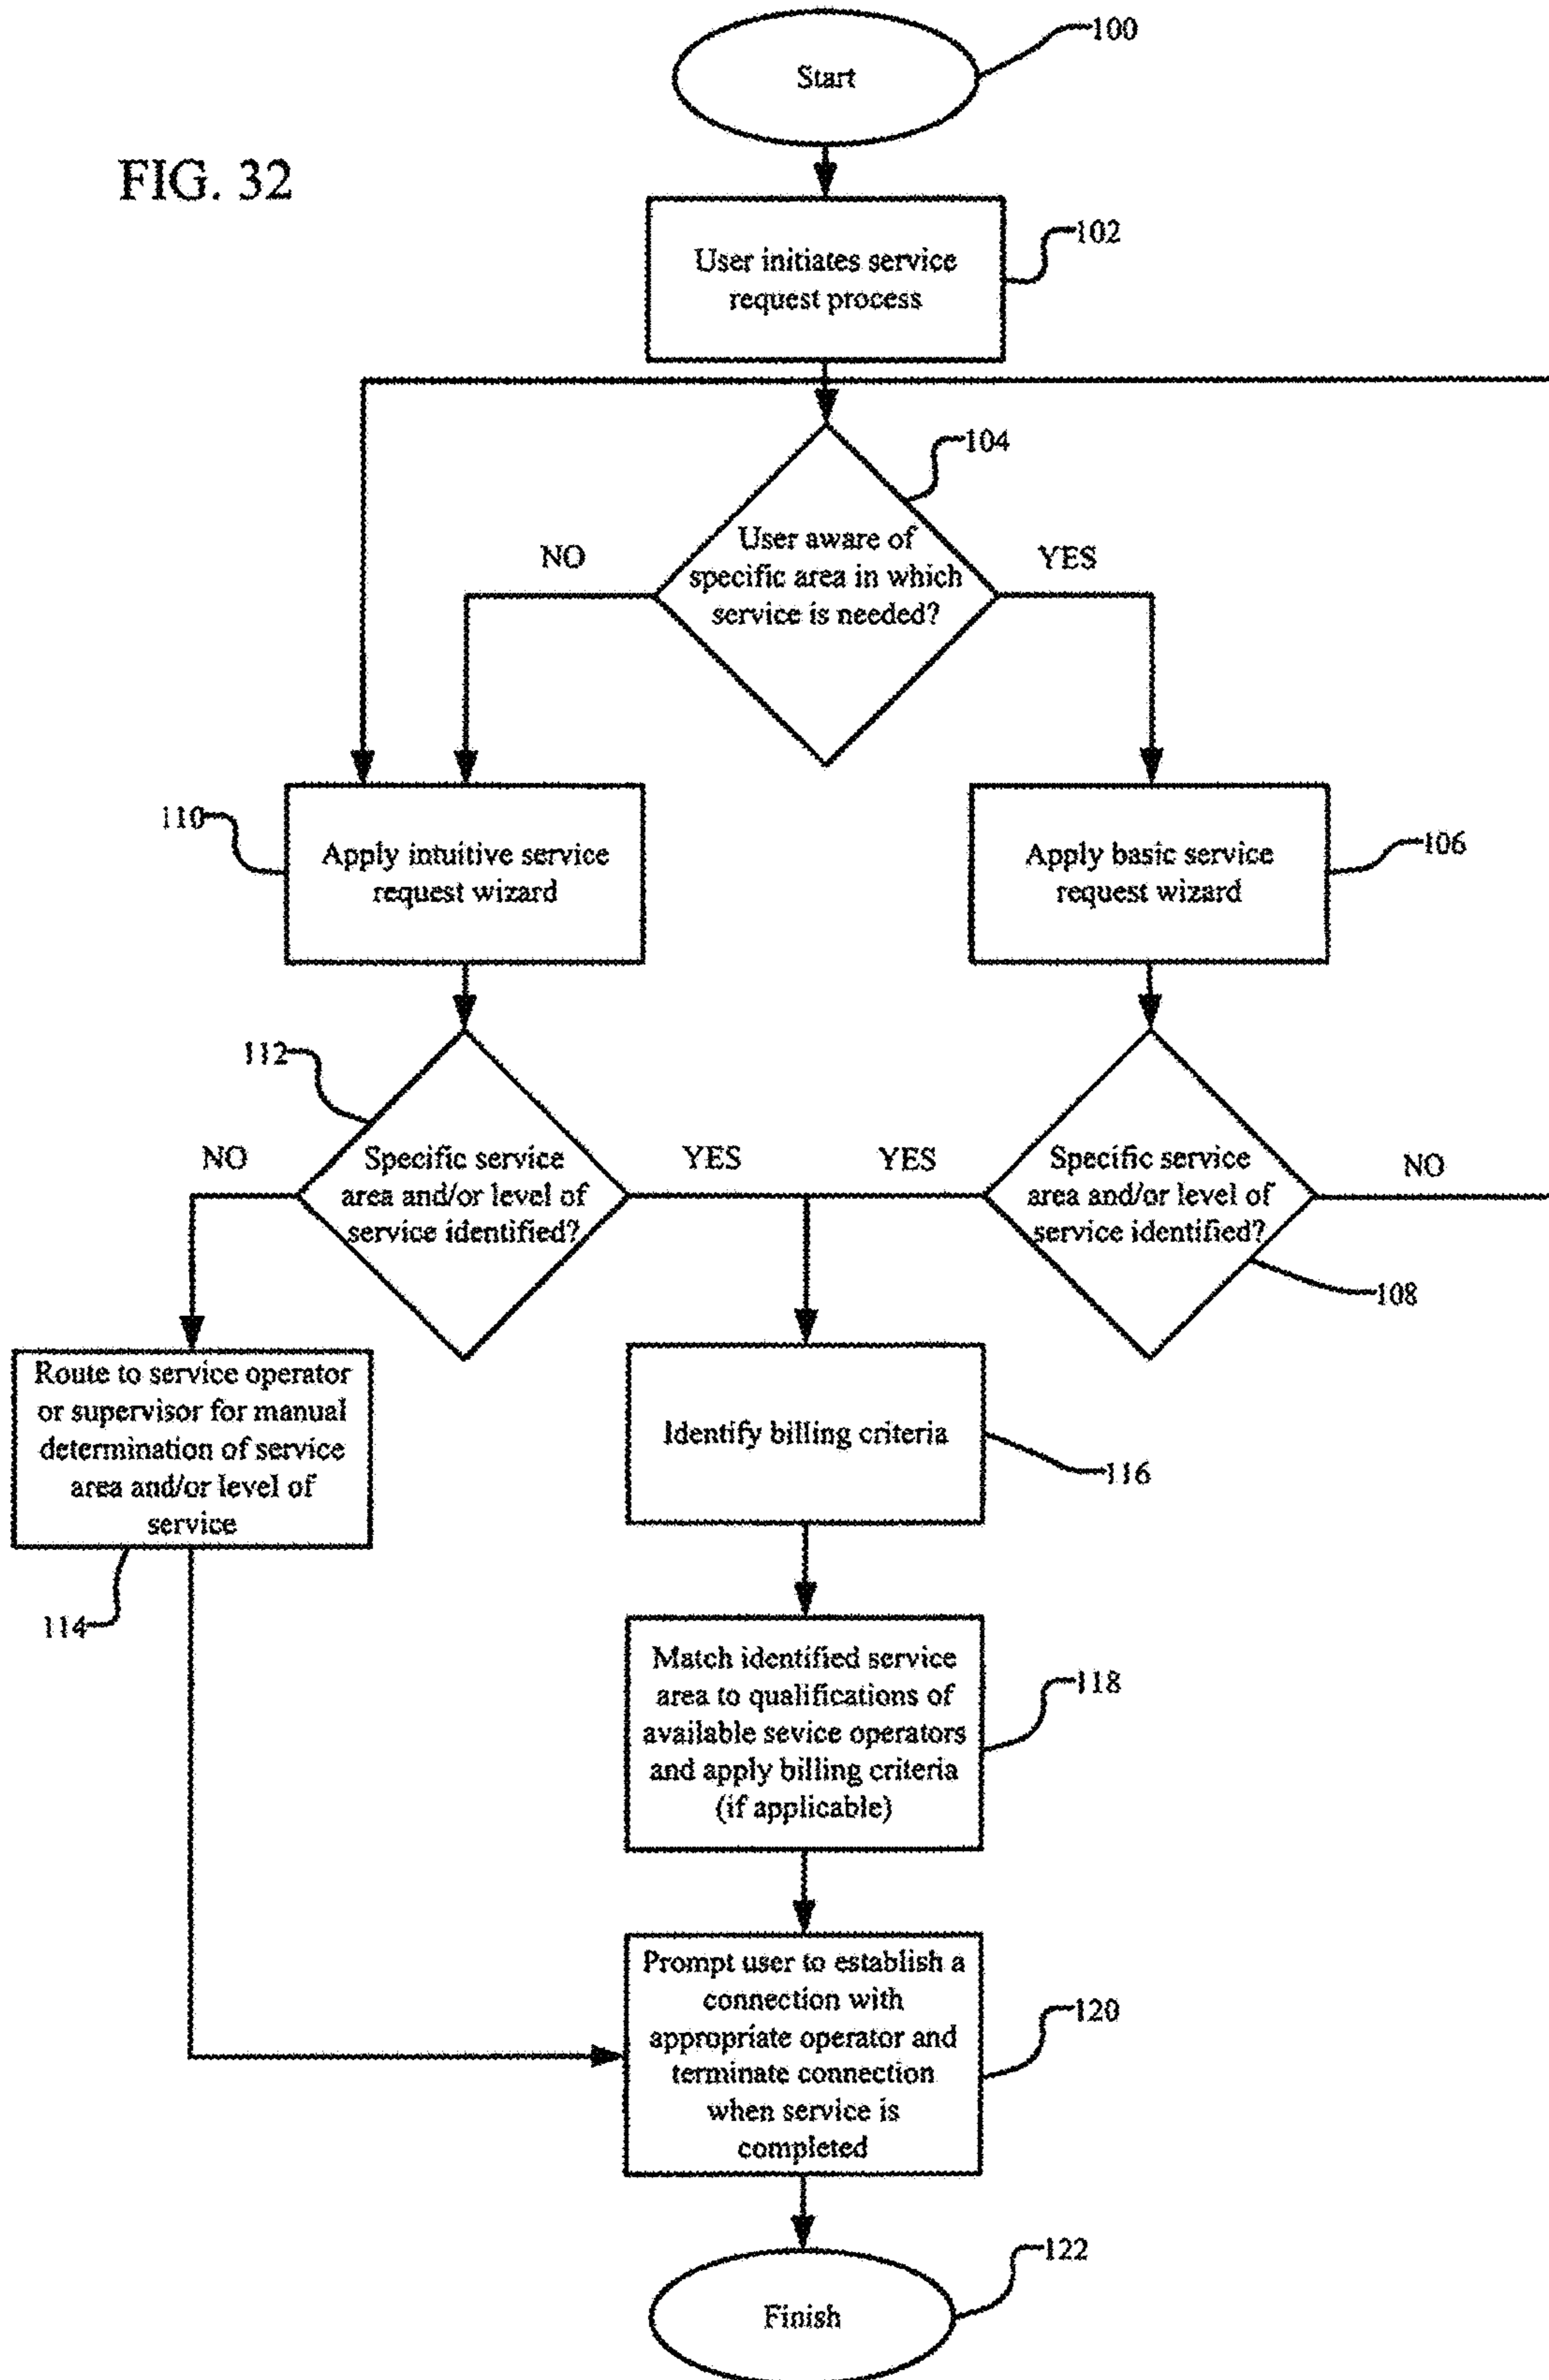 100
Start
FIG. 32
102
User initiates service
request process
104
User aware of
specific area in which
service is needed?
NO
YES
110
Apply intuitive service
request wizard
Apply basic service
request wizard
106
112
NO
Specific service
area and/or level of
service identified?
YES
YES
Specific service
area and/or level of
service identified?
NO
108
Route to service operator
or supervisor for manual
determination of service
area and/or level of
service
114
Identify billing criteria
116
Match identified service
area to qualifications of
available sevice operators
and apply billing criteria
(if applicable)
118
Prompt user to establish a
connection with
appropriate operator and
terminate connection
when service is
completed
120
122
Finish